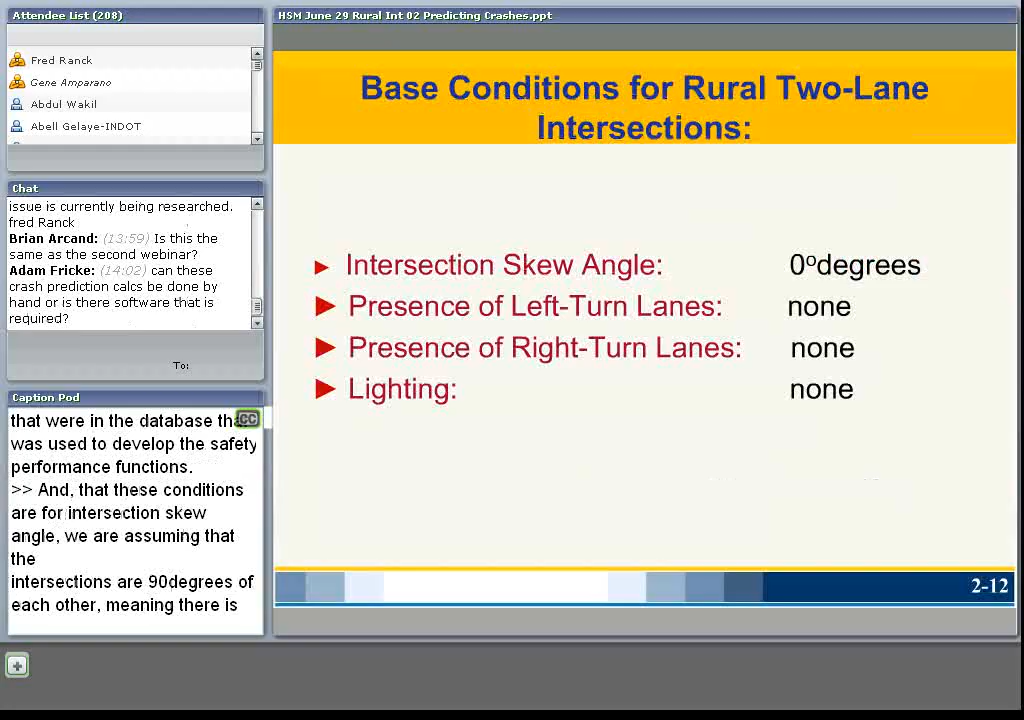 Attendee List (208)
Fred Ranck
Gene Amparano
Abdul Wakil
Abell Gelaye-INDOT
Chat
issue is currently being researched.
fred Ranck
Brian Arcand: (13:59) Is this the
same as the second webinar?
Adam Fricke: (14:02) can these
crash prediction calcs be done by
hand or is there software that is
required?
To:
Caption Pod
that were in the database
CC
was used to develop the safety
performance functions.
>> And, that these conditions
are for intersection skew
angle, we are assuming that
the
intersections are 90degrees of
each other, meaning there is
HSM June 29 Rural Int 02 Predicting Crashes.ppt
Base Conditions for Rural Two-Lane
Intersections:
► Intersection Skew Angle: 0°degrees
► Presence of Left-Turn Lanes: none
► Presence of Right-Turn Lanes: none
► Lighting: none
2-12